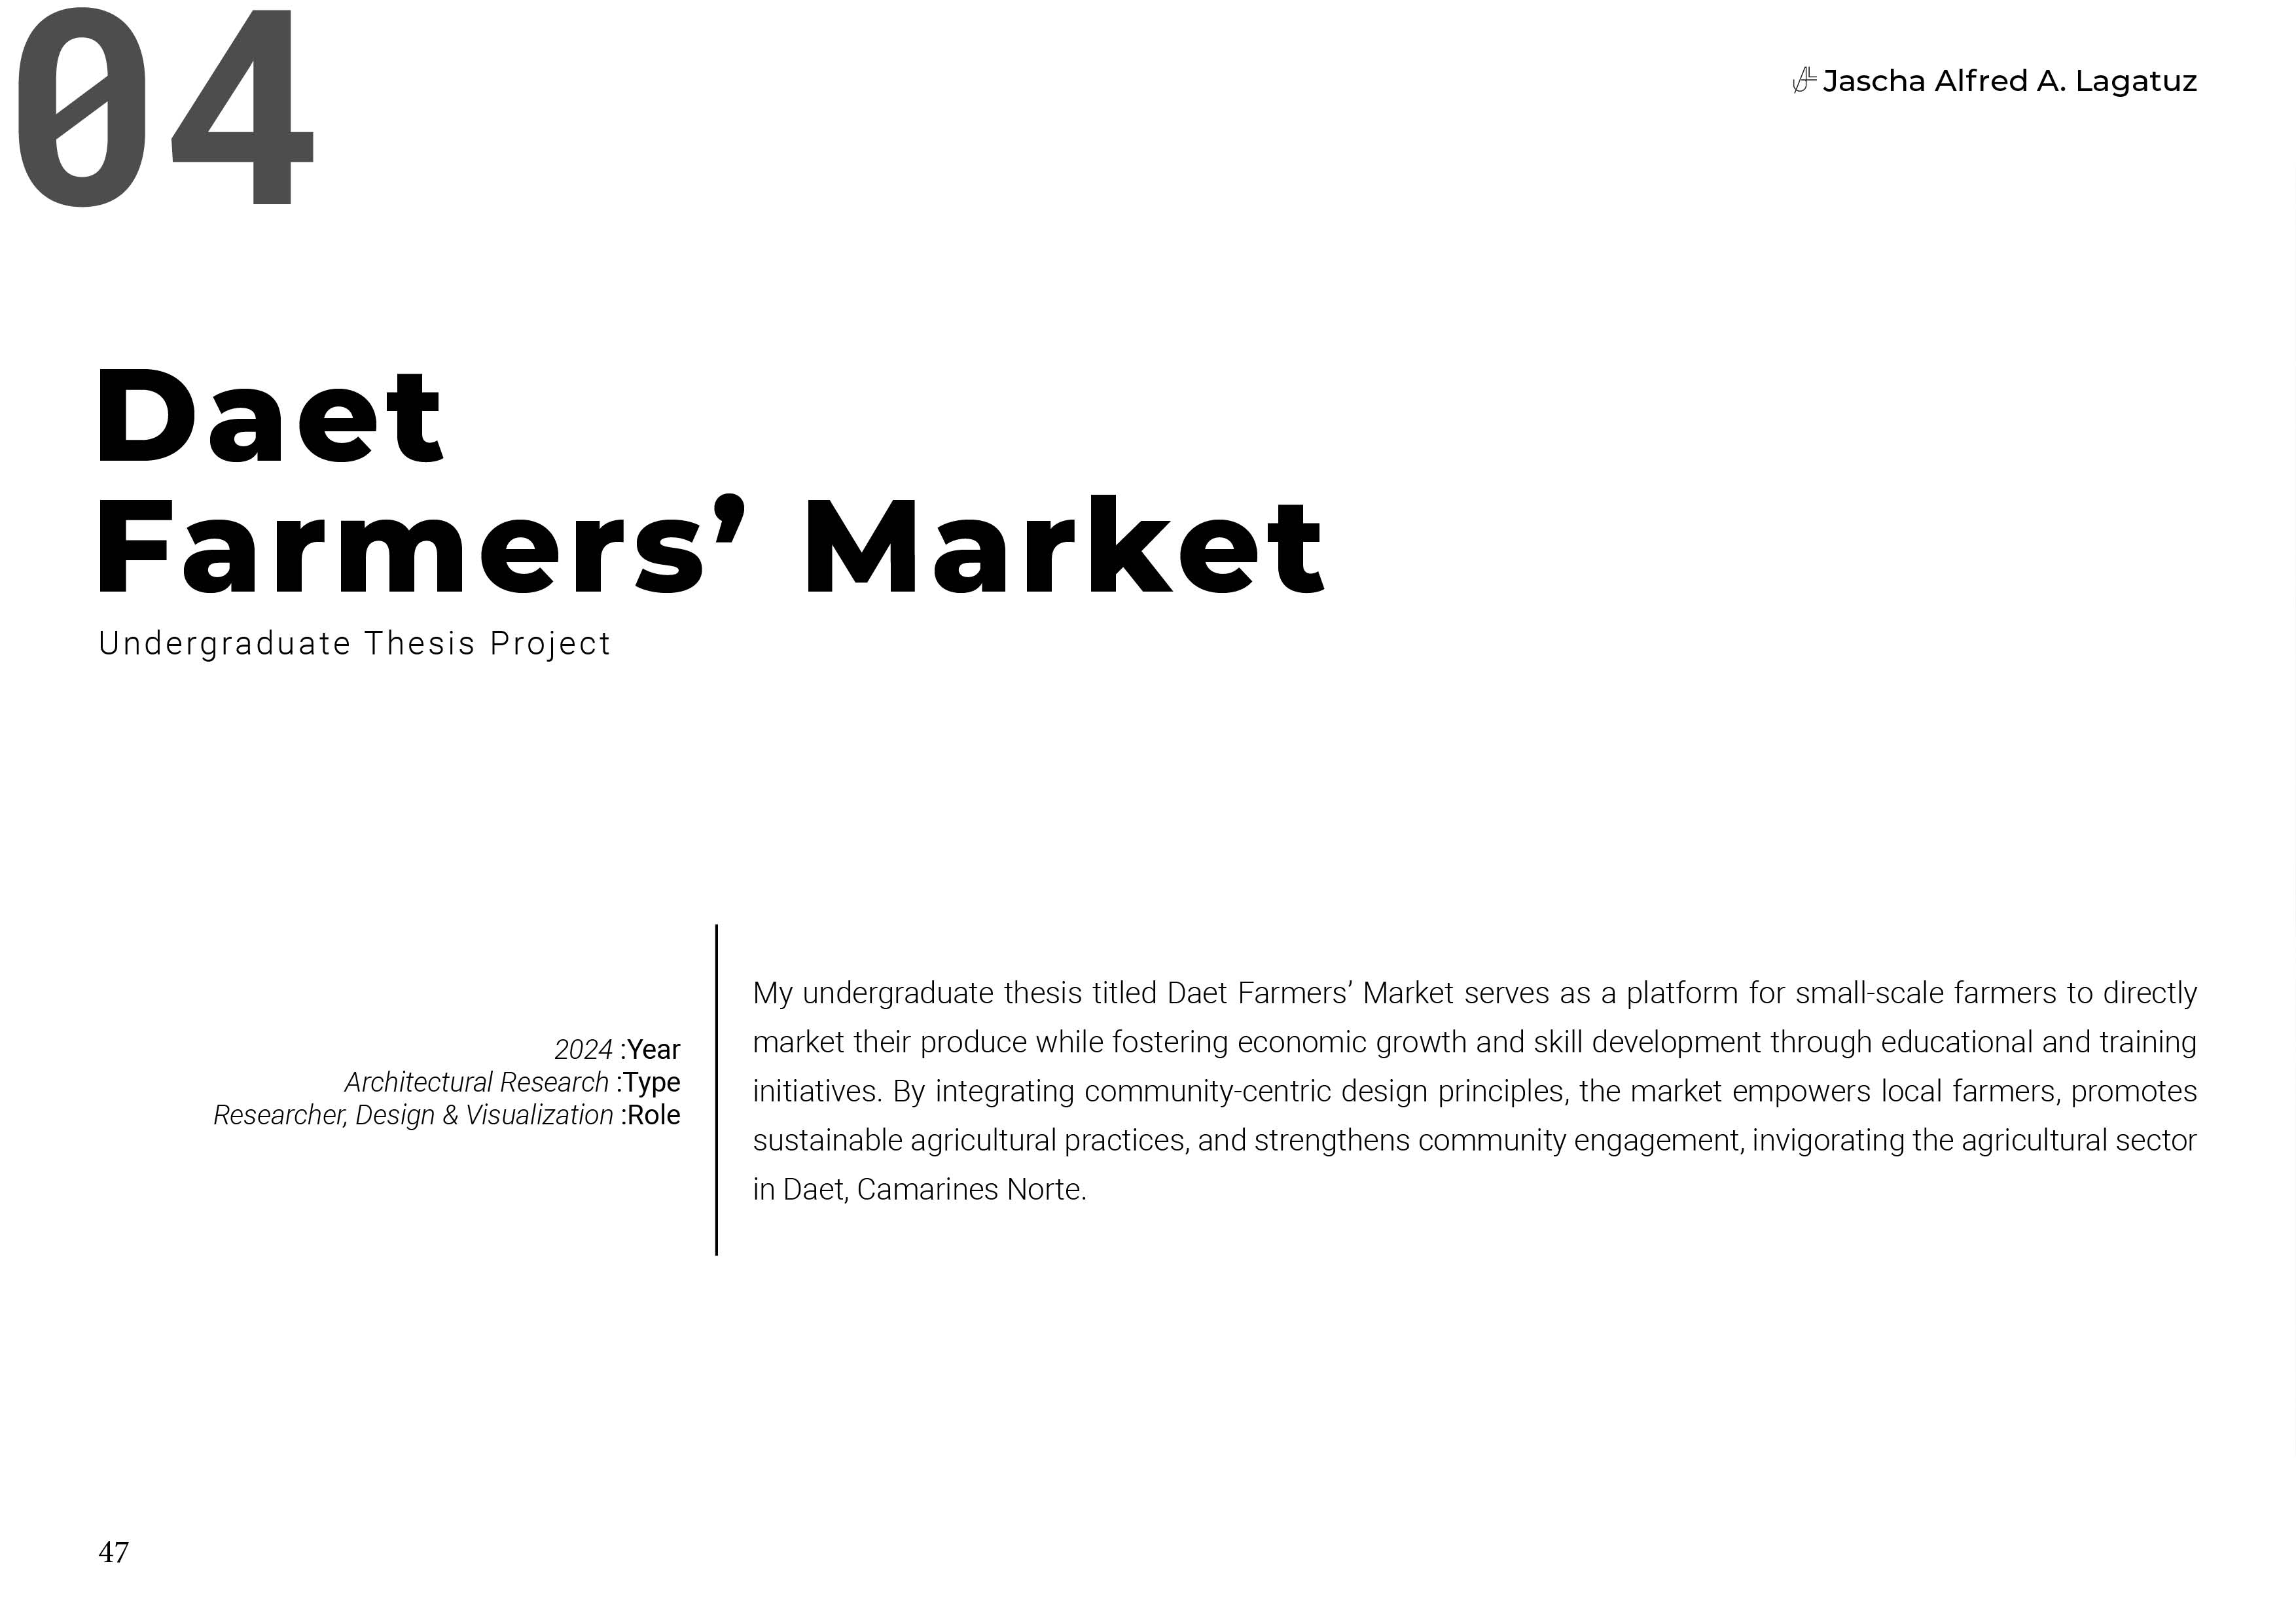 04
Jascha Alfred A. Lagatuz
Daet
Farmers’ Market
Undergraduate Thesis Project
2024 :Year
Architectural Research :Type
Researcher, Design & Visualization :Role
My undergraduate thesis titled Daet Farmers’ Market serves as a platform for small-scale farmers to directly
market their produce while fostering economic growth and skill development through educational and training
initiatives. By integrating community-centric design principles, the market empowers local farmers, promotes
sustainable agricultural practices, and strengthens community engagement, invigorating the agricultural sector
in Daet, Camarines Norte.
47